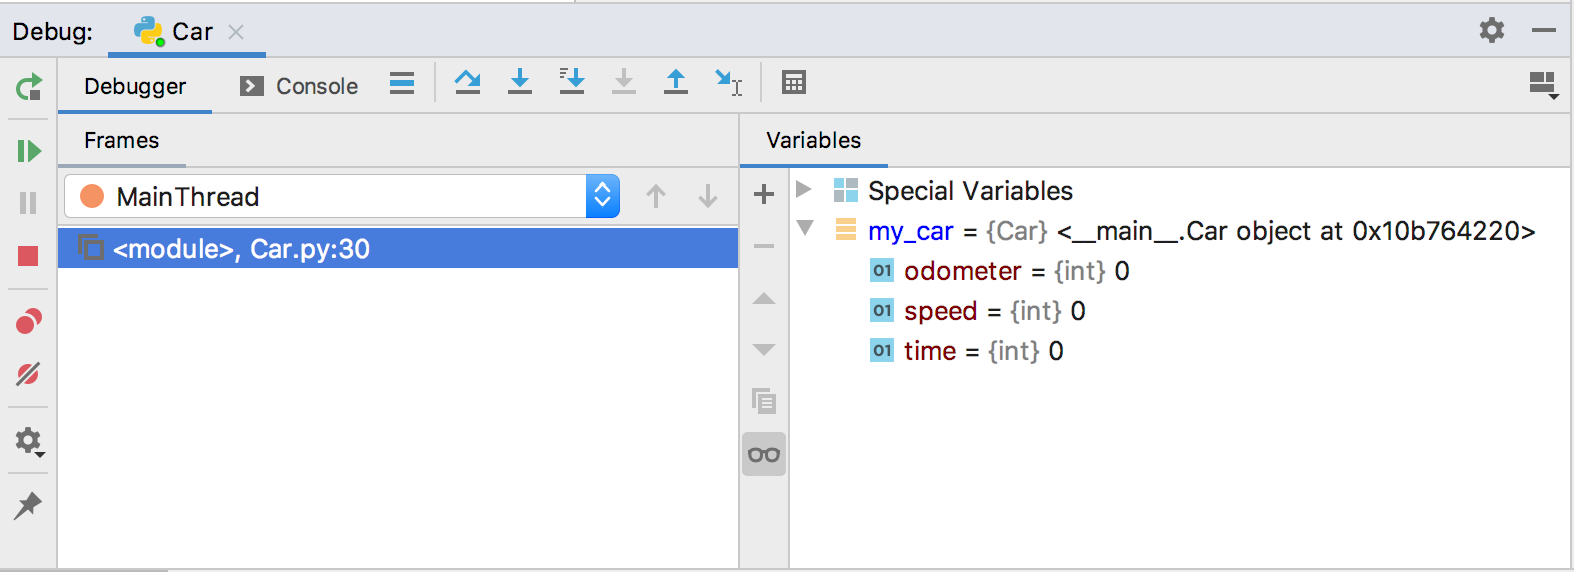 Debug: Car
Debugger Console
Frames
Variables
MainThread
<module>, Car.py:30
Special Variables
my_car = {Car} <__main__.Car object at 0x10b764220>
01 odometer = {int} 0
01 speed = {int} 0
01 time = {int} 0